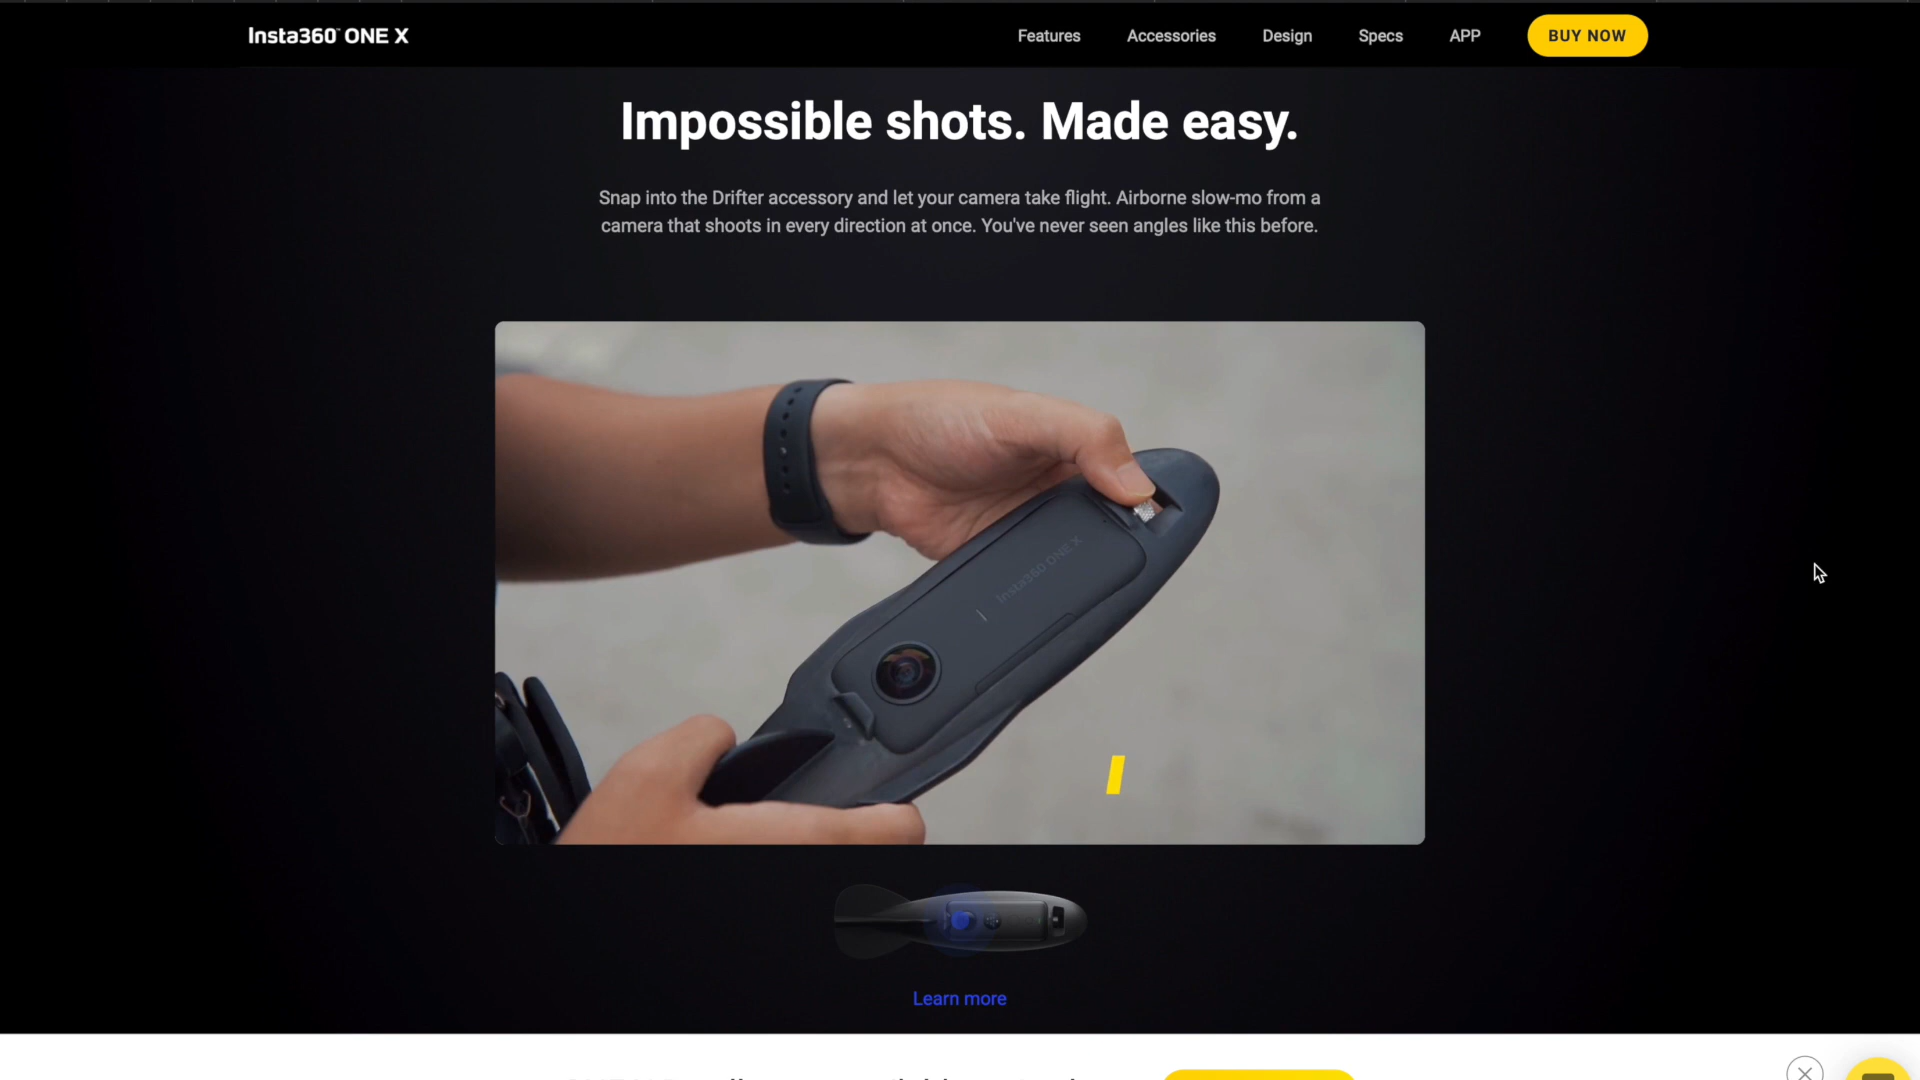 Insta360 ONE X
Features
Accessories
Design
Specs
APP
BUY NOW
Impossible shots. Made easy.
Snap into the Drifter accessory and let your camera take flight. Airborne slow-mo from a
camera that shoots in every direction at once. You've never seen angles like this before.
Insta360 ONE X
Learn more